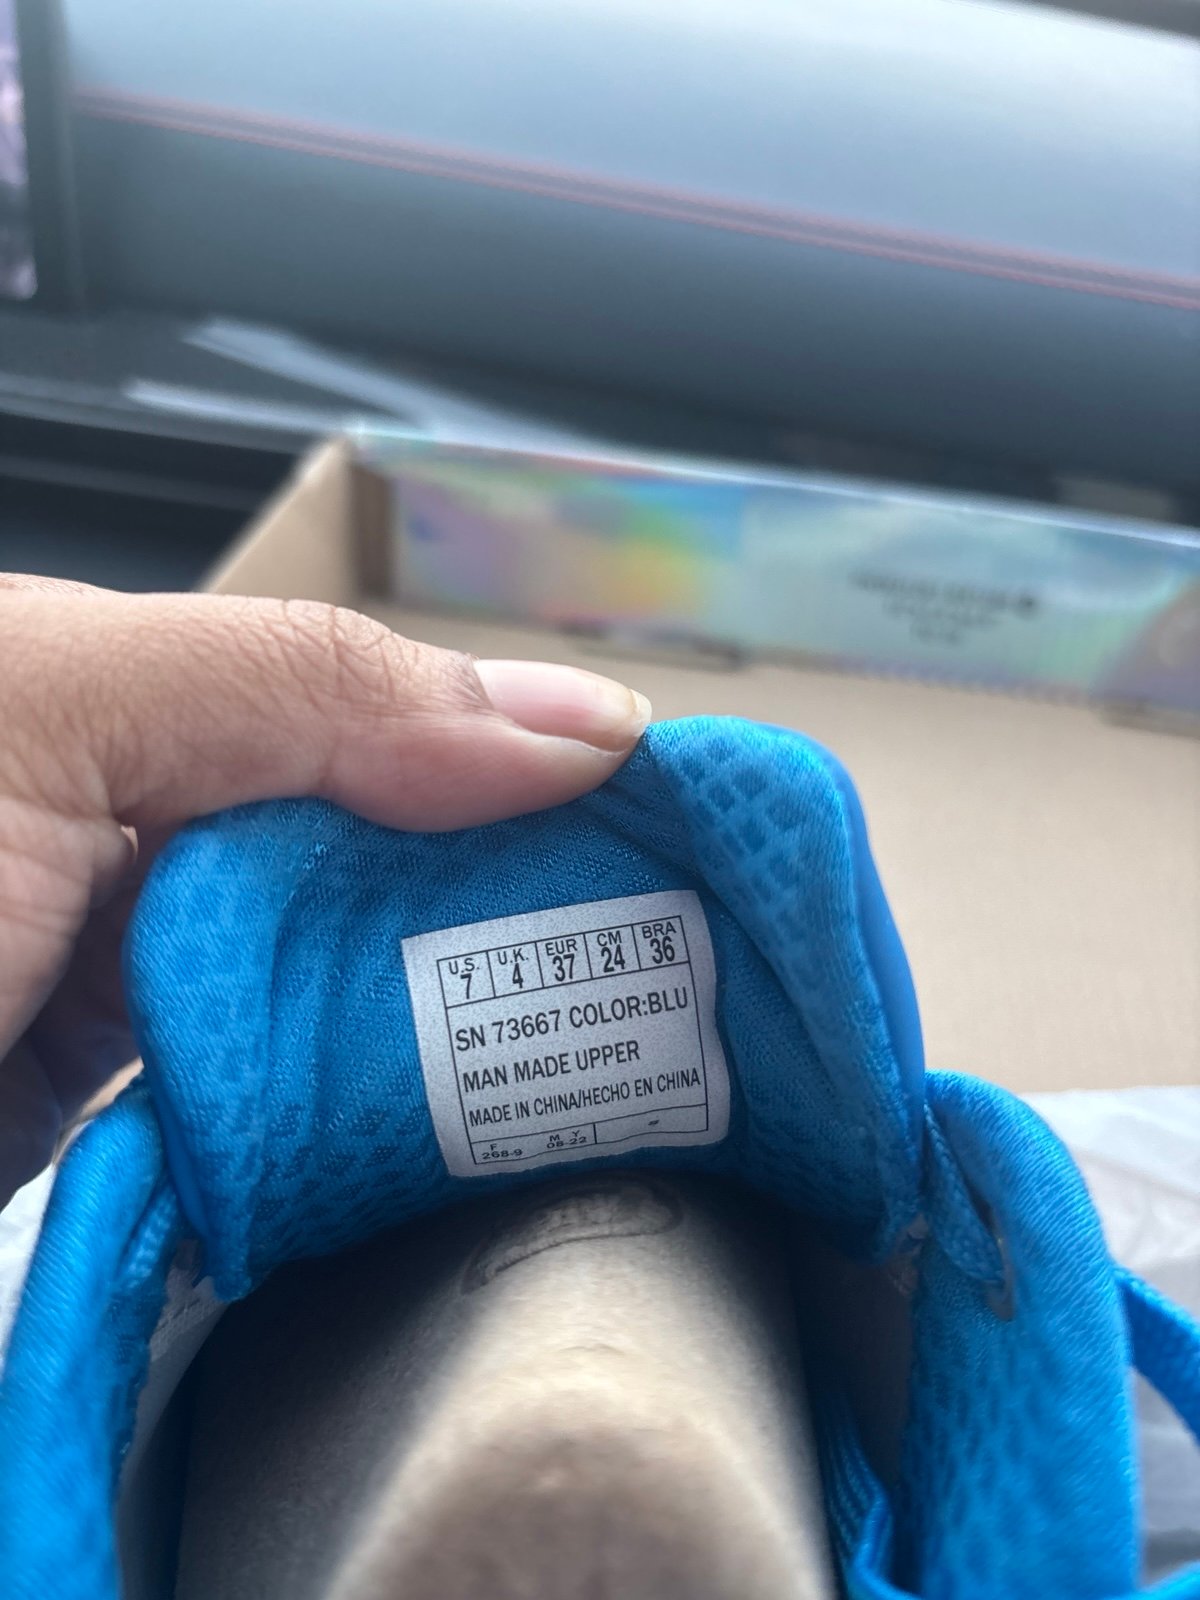 U.S. U.K. EUR CM BRA
7 4 37 24 36
SN 73667 COLOR:BLU
MAN MADE UPPER
MADE IN CHINA/HECHO EN CHINA
F M Y
268-9 08-22